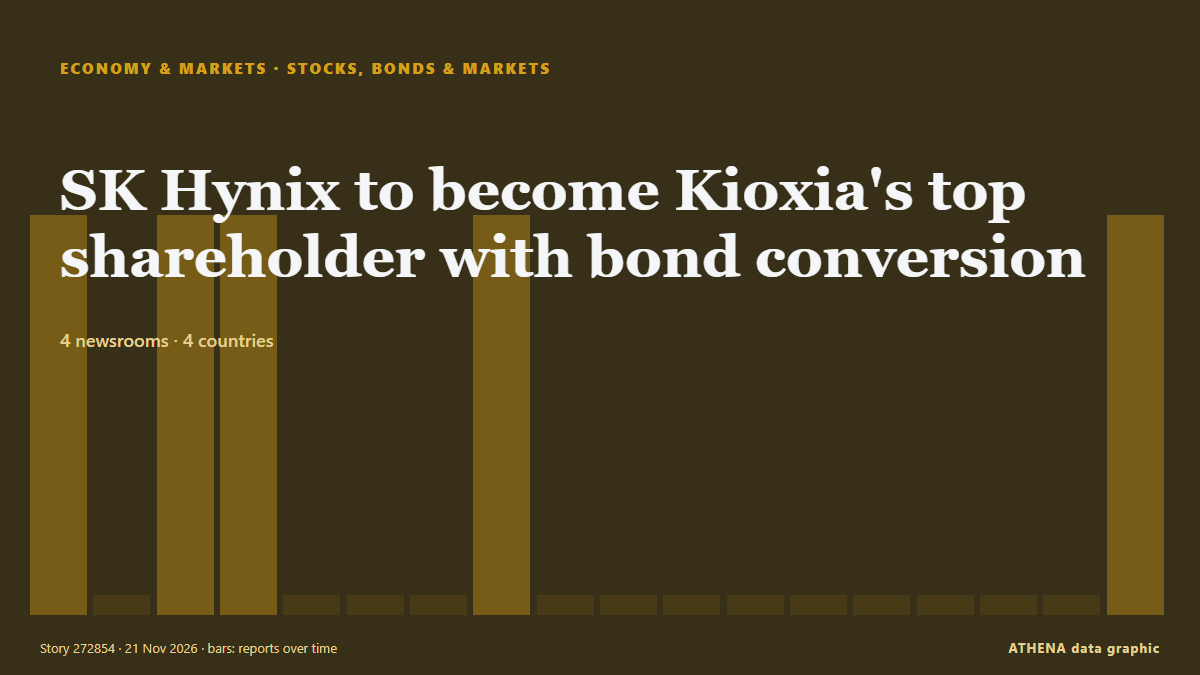 ECONOMY & MARKETS · STOCKS, BONDS & MARKETS
SK Hynix to become Kioxia's top
shareholder with bond conversion
4 newsrooms · 4 countries
Story 272854 · 21 Nov 2026 · bars: reports over time
ATHENA data graphic